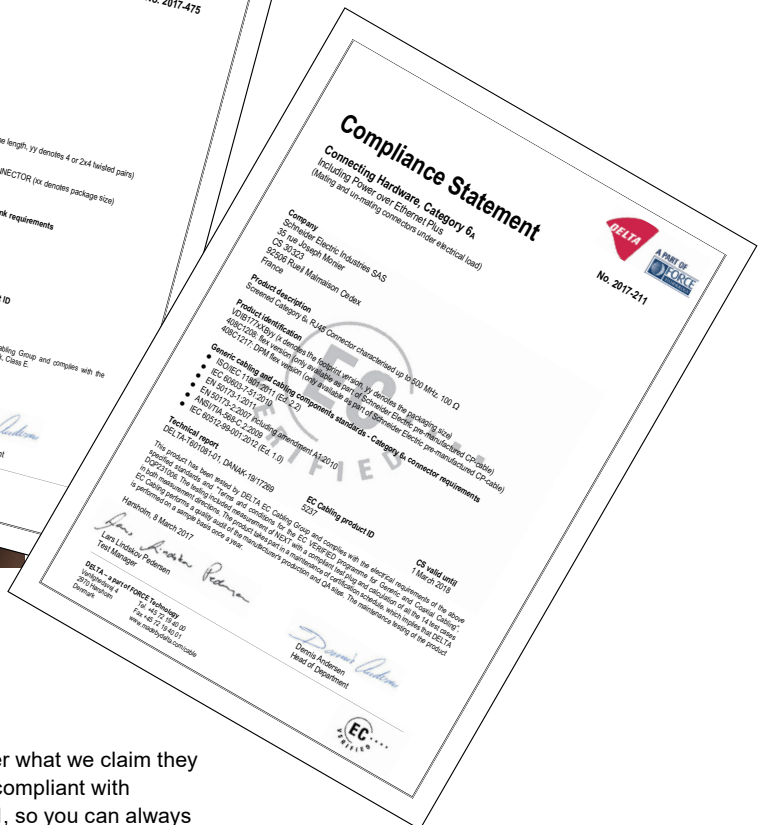 No. 2017-475
e length, yy denotes 4 or 2x4 twisted pairs)
NNECTOR (xx denotes package size)
nk requirements
t ID
abling Group and complies with the
k, Class E.
Compliance Statement
Connecting Hardware, Category 6A
Including Power over Ethernet Plus
(Mating and un-mating connectors under electrical load)
DELTA
A PART OF
FORCE
No. 2017-211
Company
Schneider Electric Industries SAS
35 rue Joseph Monier
CS 30323
92506 Rueil Malmaison Cedex
France
Product description
Screened Category 6A RJ45 Connector characterised up to 500 MHz, 100 Ω
Product identification
VDIB177xXByy (x denotes the footprint version, yy denotes the packaging size)
408C1208: flex version (only available as part of Schneider Electric pre-manufactured CP-cable)
408C1217: DPM flex version (only available as part of Schneider Electric pre-manufactured CP-cable)
Generic cabling and cabling components standards - Category 6A connector requirements
• ISO/IEC 11801:2011 (Ed. 2.2)
• IEC 60603-7-51:2010
• EN 50173-1:2011
• EN 50173-2:2007 including amendment A1:2010
• ANSI/TIA-568-C.2:2009
• IEC 60512-99-001:2012 (Ed. 1.0)
Technical report
DELTA-T601081-01, DANAK-19/17269
EC Cabling product ID
5237
CS valid until
1 March 2018
This product has been tested by DELTA EC Cabling Group and complies with the electrical requirements of the above
specified standards and "Terms and conditions for the EC VERIFIED programme for Generic and Coaxial Cabling",
DQP231006. The testing included measurement of NEXT with a compliant test plug and calculation of all the 14 test cases
in both measurement directions. The product takes part in a maintenance of certification schedule, which implies that DELTA
EC Cabling performs a quality audit of the manufacturer's production and QA sites. The maintenance testing of the product
is performed on a sample basis once a year.
Hørsholm, 8 March 2017
Lars Lindskov Pedersen
Test Manager
Dennis Andersen
Head of Department
DELTA – a part of FORCE Technology
Venlighedsvej 4
2970 Hørsholm
Denmark
Tel. +45 72 19 40 00
Fax +45 72 19 40 01
www.madebydelta.com/cable
EC
VERIFIED
EC
VERIFIED
er what we claim they
compliant with
, so you can always